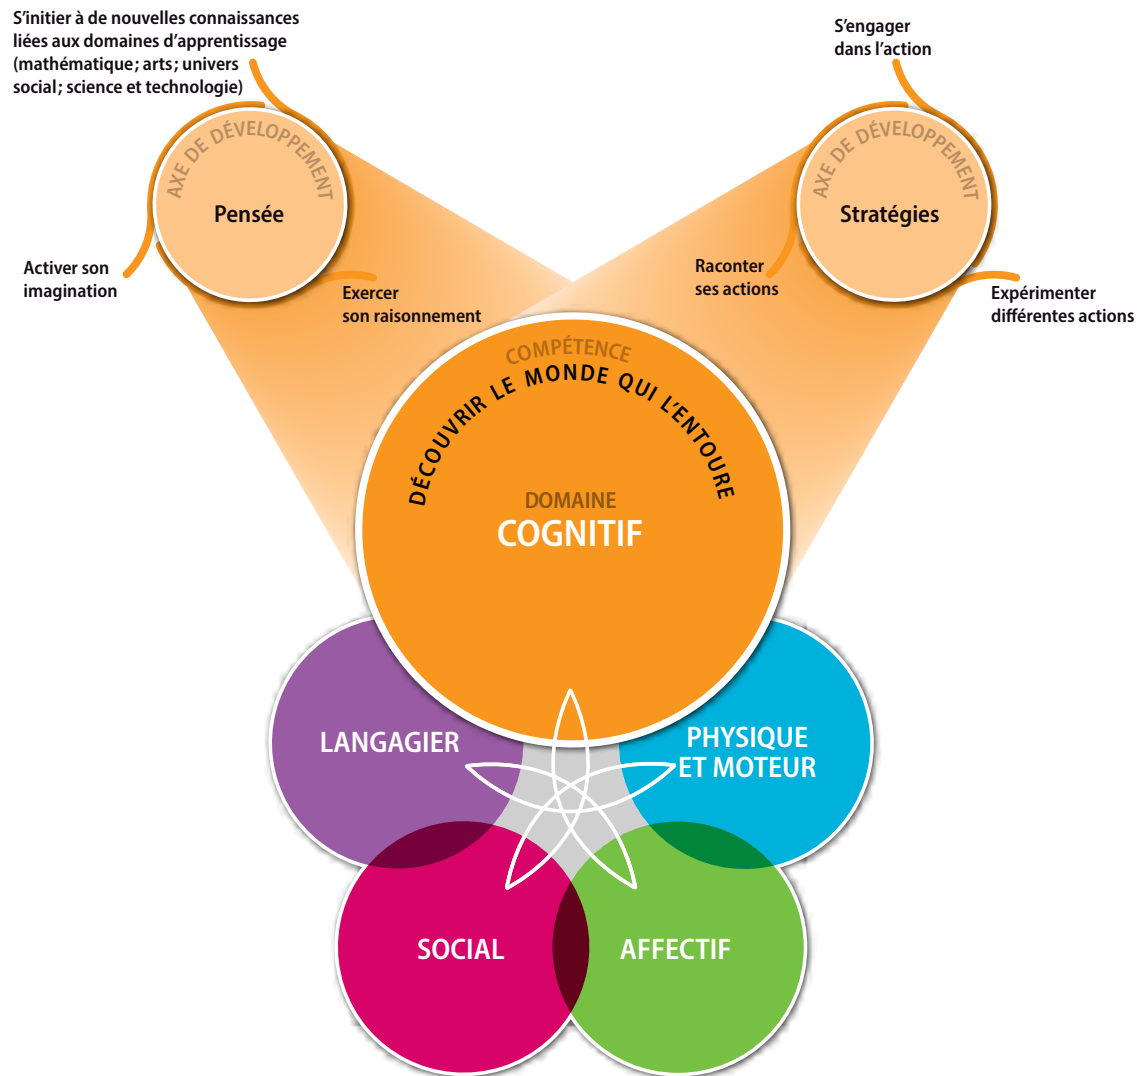 S’initier à de nouvelles connaissances
liées aux domaines d’apprentissage
(mathématique; arts; univers
social; science et technologie)
AXE DE DÉVELOPPEMENT
Pensée
Activer son
imagination
Exercer
son raisonnement
S’engager
dans l’action
AXE DE DÉVELOPPEMENT
Stratégies
Raconter
ses actions
Expérimenter
différentes actions
COMPÉTENCE
DÉCOUVRIR LE MONDE QUI L’ENTOURE
DOMAINE
COGNITIF
LANGAGIER
PHYSIQUE
ET MOTEUR
SOCIAL
AFFECTIF